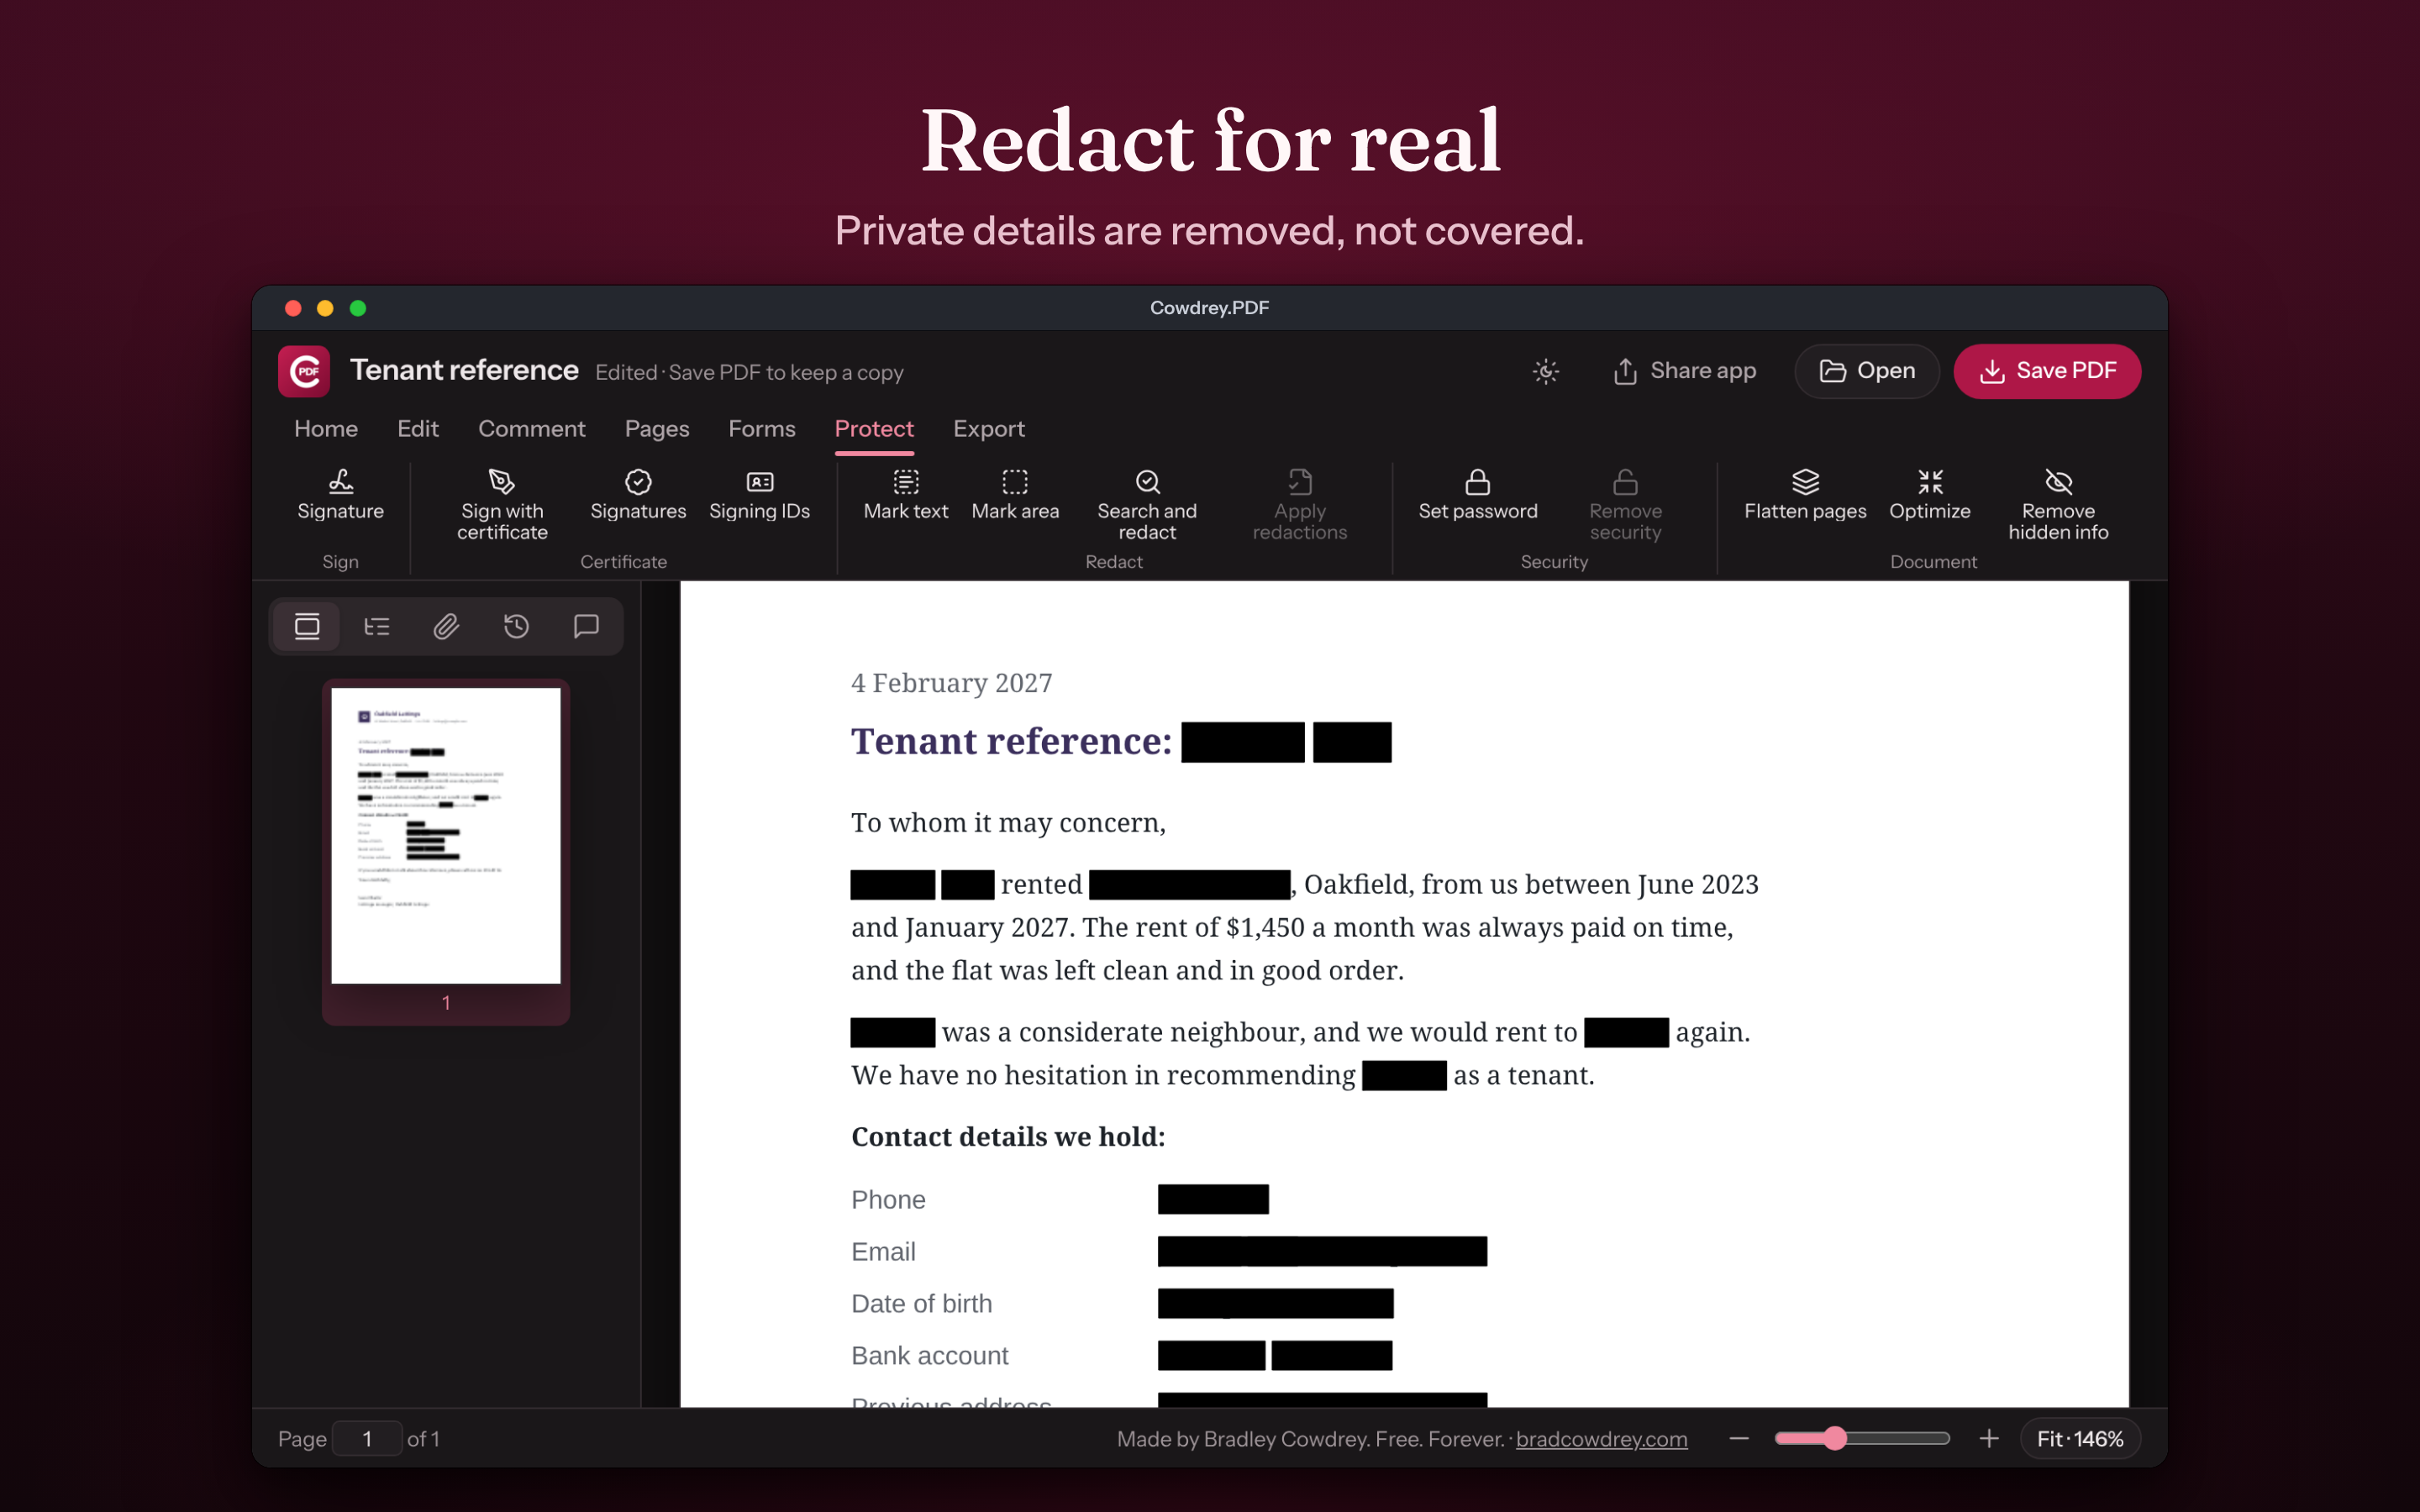 Redact for real
Private details are removed, not covered.
Cowdrey.PDF
PDF
Tenant reference
Edited · Save PDF to keep a copy
Share app
Open
Save PDF
Home
Edit
Comment
Pages
Forms
Protect
Export
Signature
Sign with
certificate
Signatures
Signing IDs
Mark text
Mark area
Search and
redact
Apply
redactions
Set password
Remove
security
Flatten pages
Optimize
Remove
hidden info
Sign
Certificate
Redact
Security
Document
1
4 February 2027
Tenant reference:
To whom it may concern,
rented , Oakfield, from us between June 2023
and January 2027. The rent of $1,450 a month was always paid on time,
and the flat was left clean and in good order.
was a considerate neighbour, and we would rent to again.
We have no hesitation in recommending as a tenant.
Contact details we hold:
Phone
Email
Date of birth
Bank account
Previous address
Page 1 of 1
Made by Bradley Cowdrey. Free. Forever. · bradcowdrey.com
Fit · 146%